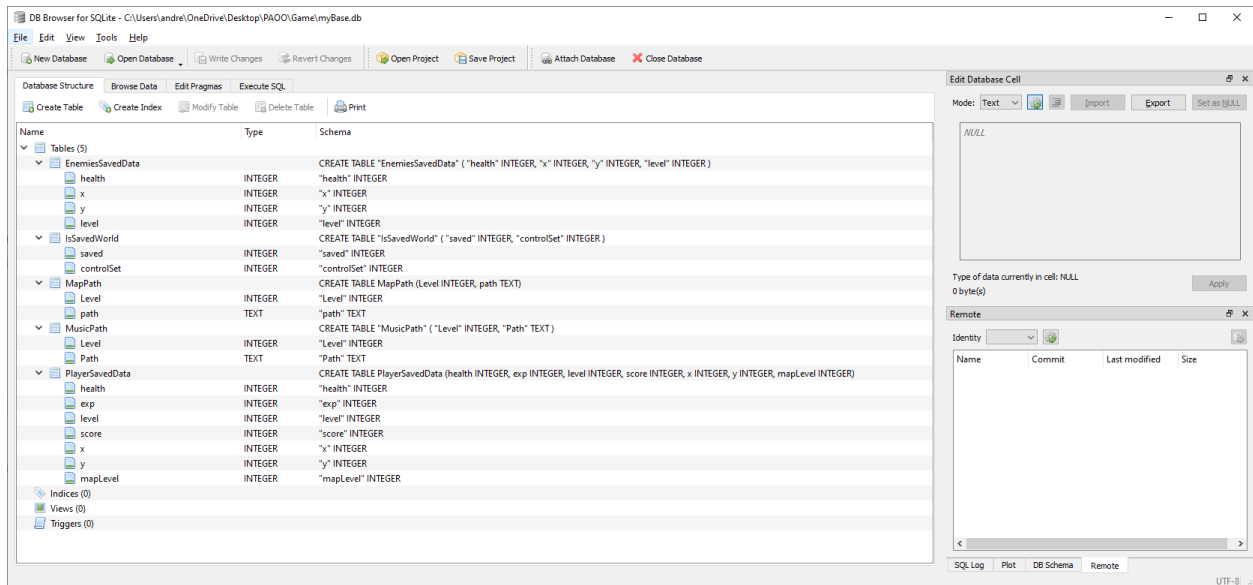 DB Browser for SQLite - C:\Users\andre\OneDrive\Desktop\PAOO\Game\myBase.db
File Edit View Tools Help
New Database Open Database Write Changes Revert Changes Open Project Save Project Attach Database Close Database
Database Structure Browse Data Edit Pragmas Execute SQL
Create Table Create Index Modify Table Delete Table Print
Name Type Schema
Tables (5)
EnemiesSavedData CREATE TABLE "EnemiesSavedData" ( "health" INTEGER, "x" INTEGER, "y" INTEGER, "level" INTEGER )
health INTEGER "health" INTEGER
x INTEGER "x" INTEGER
y INTEGER "y" INTEGER
level INTEGER "level" INTEGER
IsSavedWorld CREATE TABLE "IsSavedWorld" ( "saved" INTEGER, "controlSet" INTEGER )
saved INTEGER "saved" INTEGER
controlSet INTEGER "controlSet" INTEGER
MapPath CREATE TABLE MapPath (Level INTEGER, path TEXT)
Level INTEGER "Level" INTEGER
path TEXT "path" TEXT
MusicPath CREATE TABLE "MusicPath" ( "Level" INTEGER, "Path" TEXT )
Level INTEGER "Level" INTEGER
Path TEXT "Path" TEXT
PlayerSavedData CREATE TABLE PlayerSavedData (health INTEGER, exp INTEGER, level INTEGER, score INTEGER, x INTEGER, y INTEGER, mapLevel INTEGER)
health INTEGER "health" INTEGER
exp INTEGER "exp" INTEGER
level INTEGER "level" INTEGER
score INTEGER "score" INTEGER
x INTEGER "x" INTEGER
y INTEGER "y" INTEGER
mapLevel INTEGER "mapLevel" INTEGER
Indices (0)
Views (0)
Triggers (0)
Edit Database Cell
Mode: Text Import Export Set as NULL
NULL
Type of data currently in cell: NULL
0 byte(s)
Apply
Remote
Identity
Name Commit Last modified Size
SQL Log Plot DB Schema Remote
UTF-8